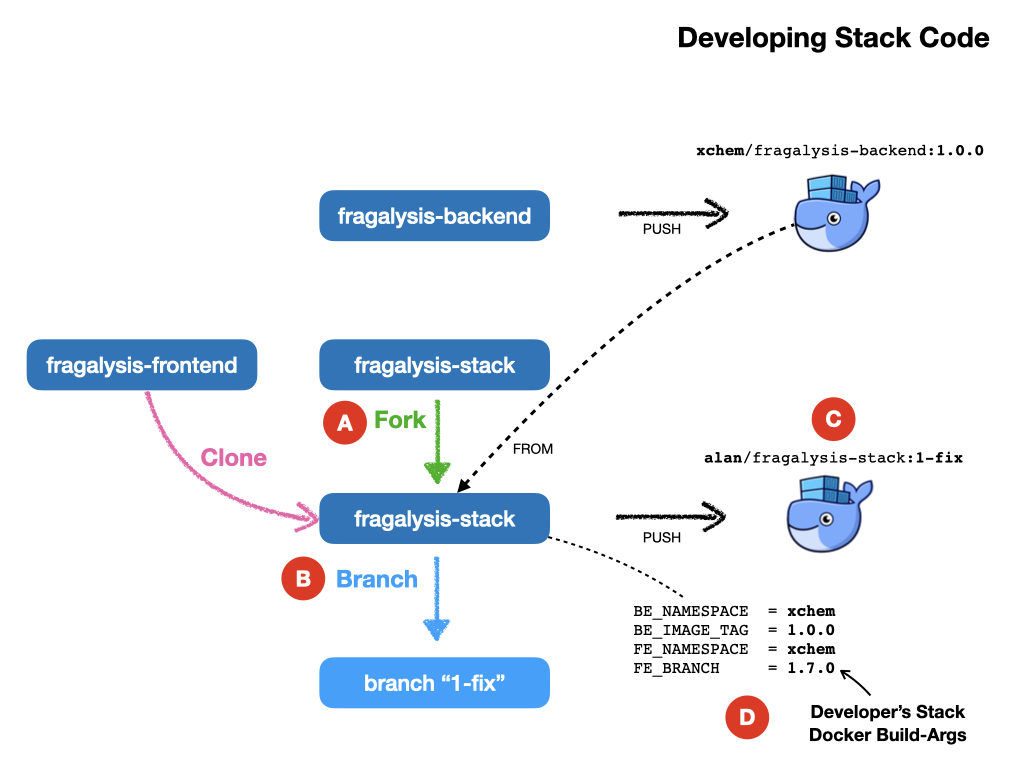 Developing Stack Code
xchem/fragalysis-backend:1.0.0
fragalysis-backend
PUSH
fragalysis-frontend
fragalysis-stack
A
Fork
C
Clone
FROM
alan/fragalysis-stack:1-fix
fragalysis-stack
PUSH
B
Branch
BE_NAMESPACE = xchem
BE_IMAGE_TAG = 1.0.0
FE_NAMESPACE = xchem
FE_BRANCH = 1.7.0
branch “1-fix”
D
Developer’s Stack
Docker Build-Args